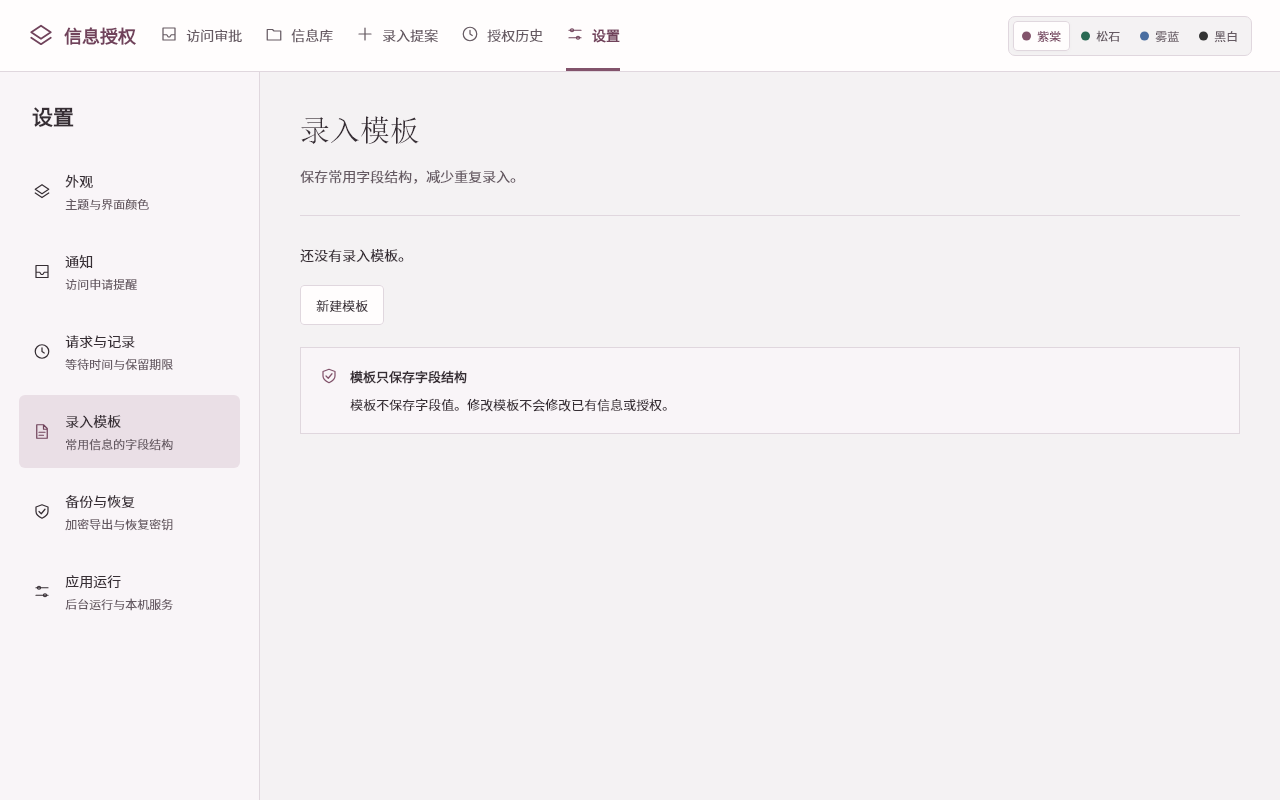 信息授权
访问审批
信息库
录入提案
授权历史
设置
紫棠
松石
雾蓝
黑白
设置
外观
主题与界面颜色
通知
访问申请提醒
请求与记录
等待时间与保留期限
录入模板
常用信息的字段结构
备份与恢复
加密导出与恢复密钥
应用运行
后台运行与本机服务
录入模板
保存常用字段结构，减少重复录入。
还没有录入模板。
新建模板
模板只保存字段结构
模板不保存字段值。修改模板不会修改已有信息或授权。